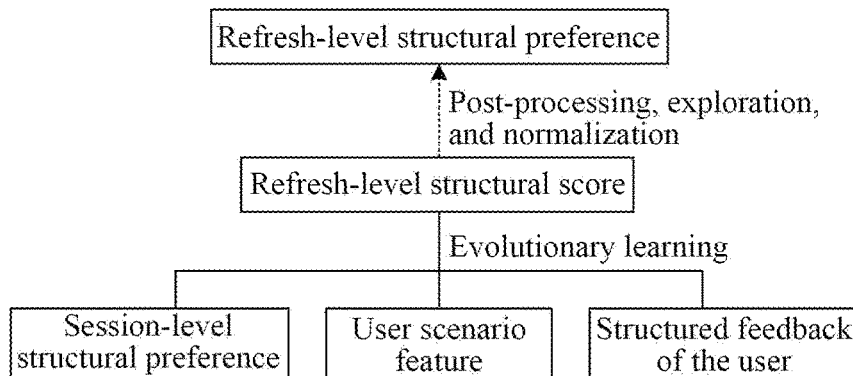 Refresh-level structural preference
Post-processing, exploration,
and normalization
Refresh-level structural score
Evolutionary learning
Session-level
structural preference
User scenario
feature
Structured feedback
of the user